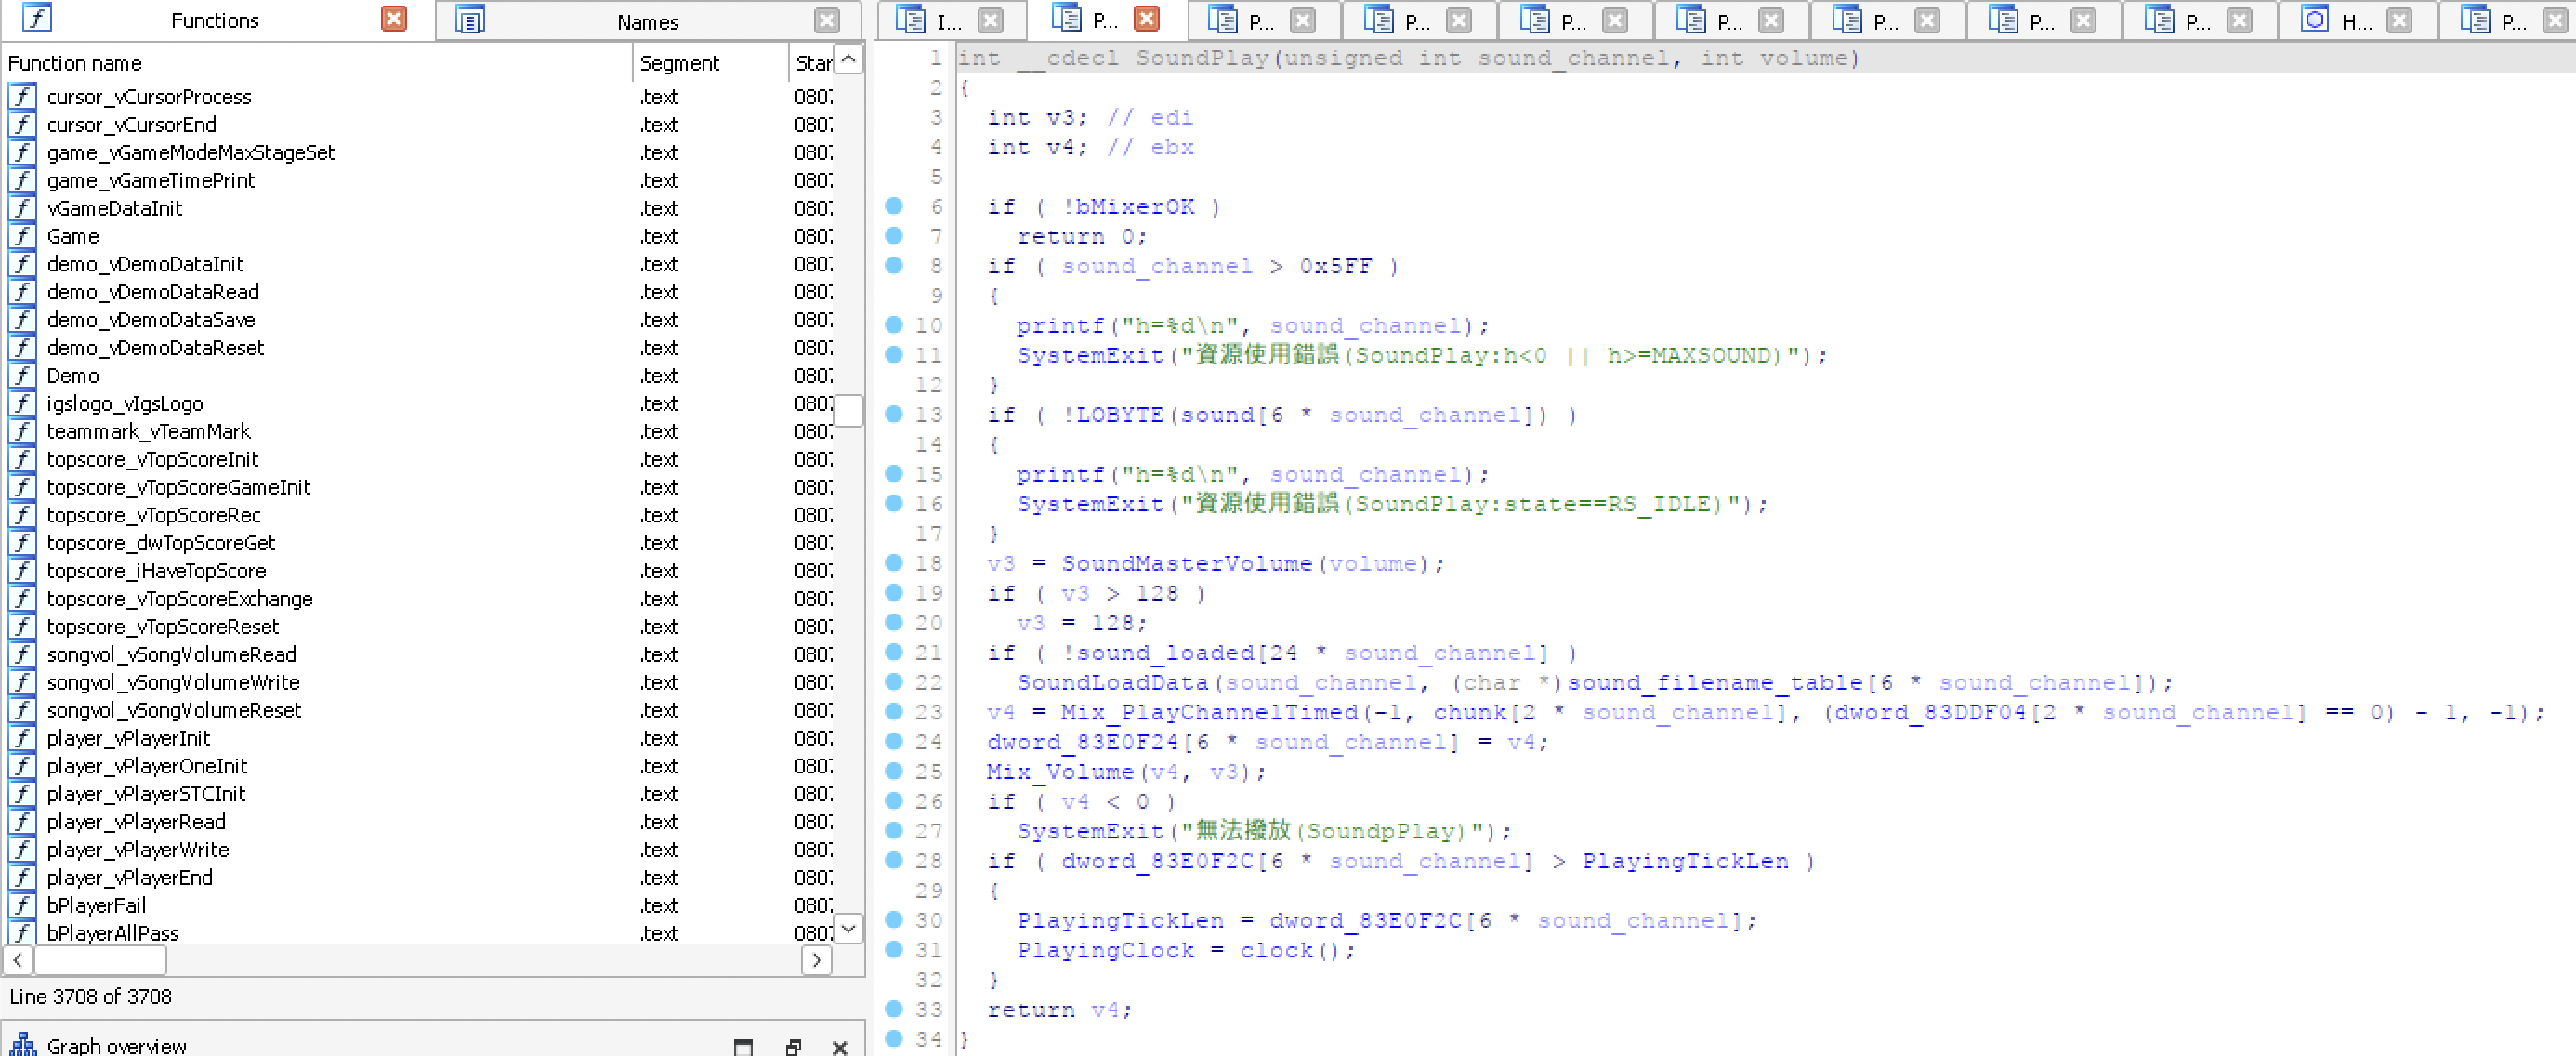 Functions
Names
I...
P...
P...
P...
P...
P...
P...
P...
P...
H...
P...
Function name Segment Star
cursor_vCursorProcess .text 080
cursor_vCursorEnd .text 080
game_vGameModeMaxStageSet .text 080
game_vGameTimePrint .text 080
vGameDataInit .text 080
Game .text 080
demo_vDemoDataInit .text 080
demo_vDemoDataRead .text 080
demo_vDemoDataSave .text 080
demo_vDemoDataReset .text 080
Demo .text 080
igslogo_vIgsLogo .text 080
teammark_vTeamMark .text 080
topscore_vTopScoreInit .text 080
topscore_vTopScoreGameInit .text 080
topscore_vTopScoreRec .text 080
topscore_dwTopScoreGet .text 080
topscore_iHaveTopScore .text 080
topscore_vTopScoreExchange .text 080
topscore_vTopScoreReset .text 080
songvol_vSongVolumeRead .text 080
songvol_vSongVolumeWrite .text 080
songvol_vSongVolumeReset .text 080
player_vPlayerInit .text 080
player_vPlayerOneInit .text 080
player_vPlayerSTCInit .text 080
player_vPlayerRead .text 080
player_vPlayerWrite .text 080
player_vPlayerEnd .text 080
bPlayerFail .text 080
bPlayerAllPass .text 080
Line 3708 of 3708
Graph overview
1 int __cdecl SoundPlay(unsigned int sound_channel, int volume)
2 {
3 int v3; // edi
4 int v4; // ebx
5
6 if ( !bMixerOK )
7 return 0;
8 if ( sound_channel > 0x5FF )
9 {
10 printf("h=%d\n", sound_channel);
11 SystemExit("資源使用錯誤(SoundPlay:h<0 || h>=MAXSOUND)");
12 }
13 if ( !LOBYTE(sound[6 * sound_channel]) )
14 {
15 printf("h=%d\n", sound_channel);
16 SystemExit("資源使用錯誤(SoundPlay:state==RS_IDLE)");
17 }
18 v3 = SoundMasterVolume(volume);
19 if ( v3 > 128 )
20 v3 = 128;
21 if ( !sound_loaded[24 * sound_channel] )
22 SoundLoadData(sound_channel, (char *)sound_filename_table[6 * sound_channel]);
23 v4 = Mix_PlayChannelTimed(-1, chunk[2 * sound_channel], (dword_83DDF04[2 * sound_channel] == 0) - 1, -1);
24 dword_83E0F24[6 * sound_channel] = v4;
25 Mix_Volume(v4, v3);
26 if ( v4 < 0 )
27 SystemExit("無法撥放(SoundpPlay)");
28 if ( dword_83E0F2C[6 * sound_channel] > PlayingTickLen )
29 {
30 PlayingTickLen = dword_83E0F2C[6 * sound_channel];
31 PlayingClock = clock();
32 }
33 return v4;
34 }